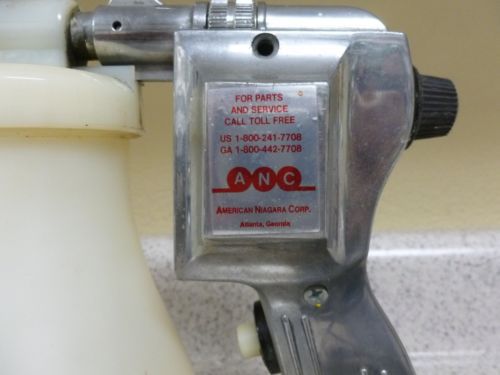 FOR PARTS
AND SERVICE
CALL TOLL FREE
US 1-800-241-7708
GA 1-800-442-7708
ANC
AMERICAN NIAGARA CORP.
Atlanta, Georgia